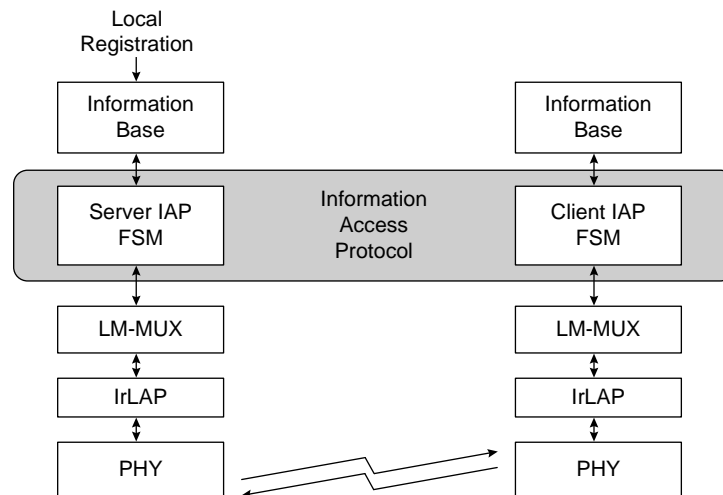 Local
Registration
Information
Base
Information
Base
Server IAP
FSM
Information
Access
Protocol
Client IAP
FSM
LM-MUX
LM-MUX
IrLAP
IrLAP
PHY
PHY